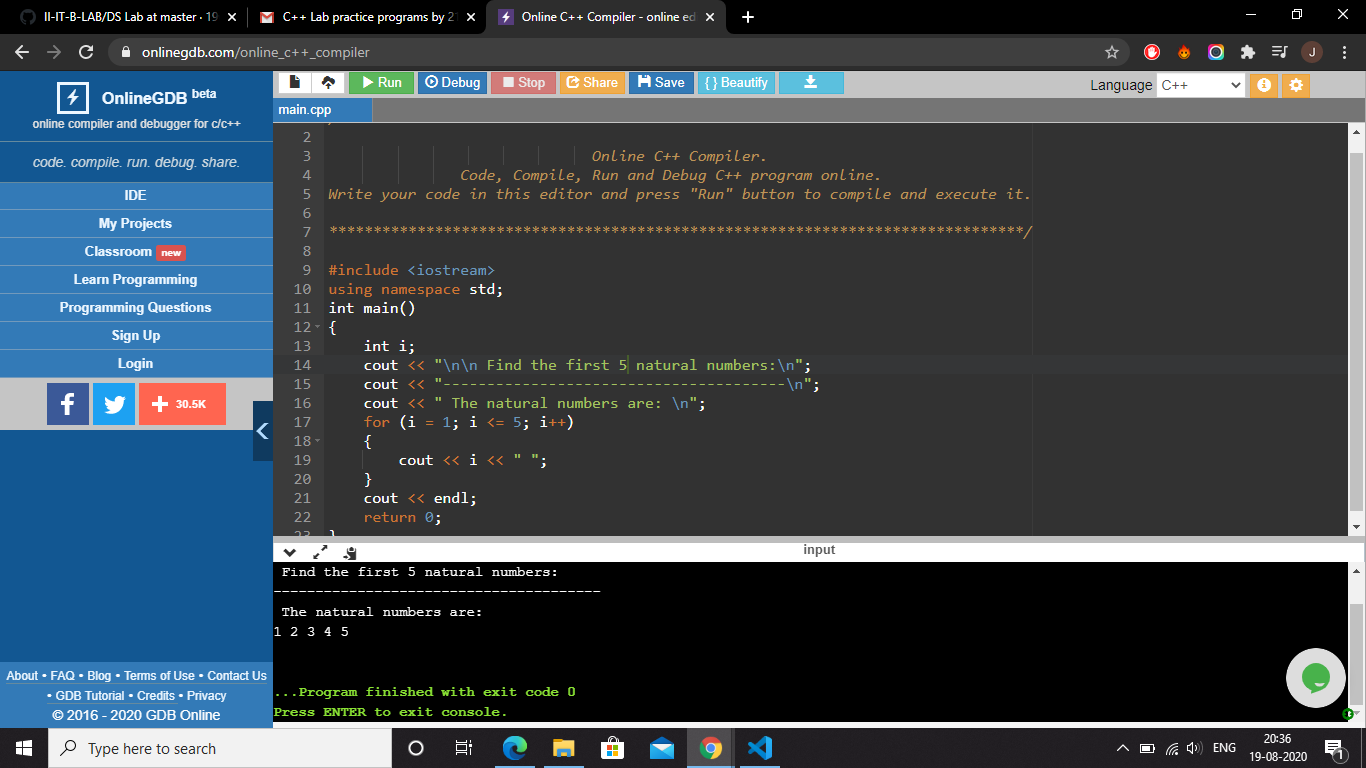 II-IT-B-LAB/DS Lab at master · 19
C++ Lab practice programs by 2
Online C++ Compiler - online ed
onlinegdb.com/online_c++_compiler
J
OnlineGDB beta
online compiler and debugger for c/c++
code. compile. run. debug. share.
IDE
My Projects
Classroom new
Learn Programming
Programming Questions
Sign Up
Login
30.5K
About • FAQ • Blog • Terms of Use • Contact Us
• GDB Tutorial • Credits • Privacy
© 2016 - 2020 GDB Online
Run Debug Stop Share Save { } Beautify
Language C++
main.cpp
2
3 Online C++ Compiler.
4 Code, Compile, Run and Debug C++ program online.
5 Write your code in this editor and press "Run" button to compile and execute it.
6
7 *******************************************************************************/
8
9 #include <iostream>
10 using namespace std;
11 int main()
12 {
13 int i;
14 cout << "\n\n Find the first 5 natural numbers:\n";
15 cout << "---------------------------------------\n";
16 cout << " The natural numbers are: \n";
17 for (i = 1; i <= 5; i++)
18 {
19 cout << i << " ";
20 }
21 cout << endl;
22 return 0;
23 }
input
Find the first 5 natural numbers:
---------------------------------------
The natural numbers are:
1 2 3 4 5
...Program finished with exit code 0
Press ENTER to exit console.
Type here to search
ENG
20:36
19-08-2020
1